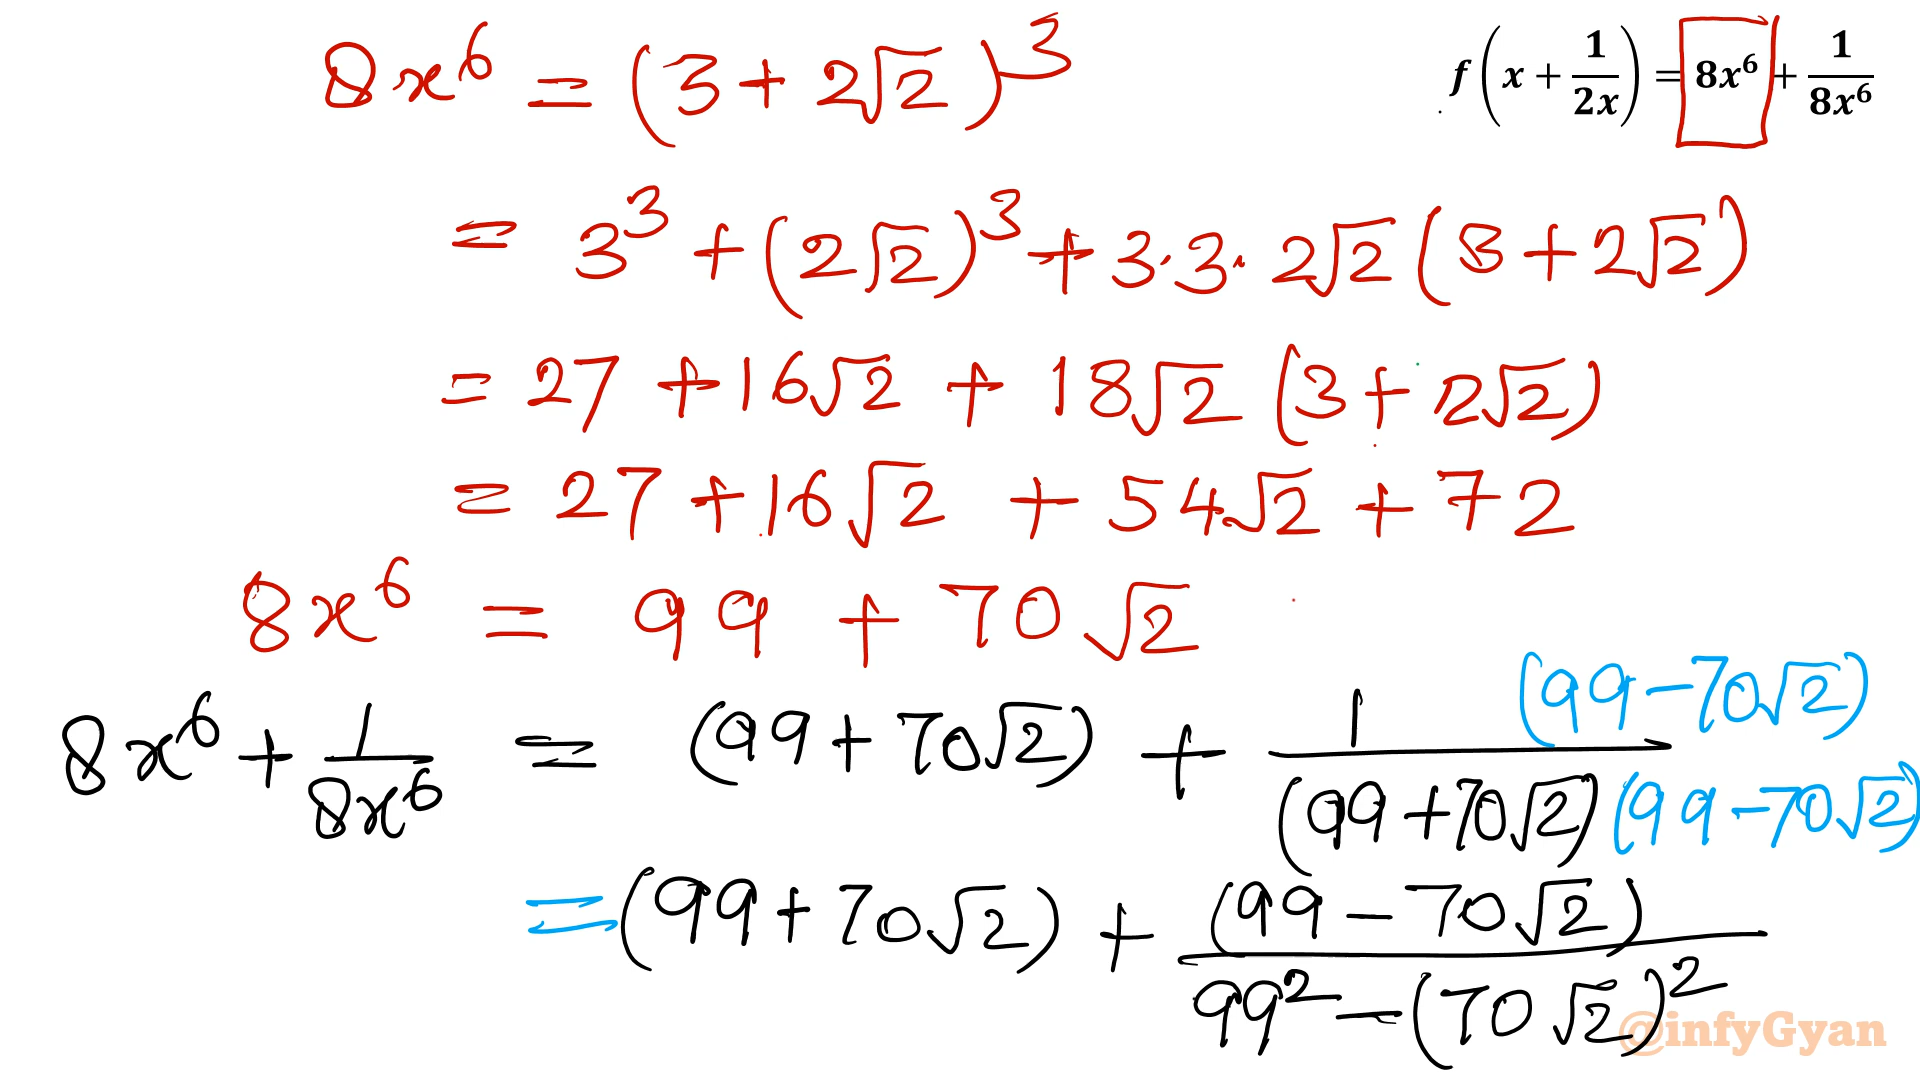 8x⁶ = (3 + 2√2)³
f(x + 1/2x) = 8x⁶ + 1/8x⁶
= 3³ + (2√2)³ + 3·3·2√2 (3 + 2√2)
= 27 + 16√2 + 18√2 (3 + 2√2)
= 27 + 16√2 + 54√2 + 72
8x⁶ = 99 + 70√2
8x⁶ + 1/8x⁶ = (99 + 70√2) + 1 (99 - 70√2)/(99 + 70√2)(99 - 70√2)
= (99 + 70√2) + (99 - 70√2)/99² - (70√2)²
@infyGyan